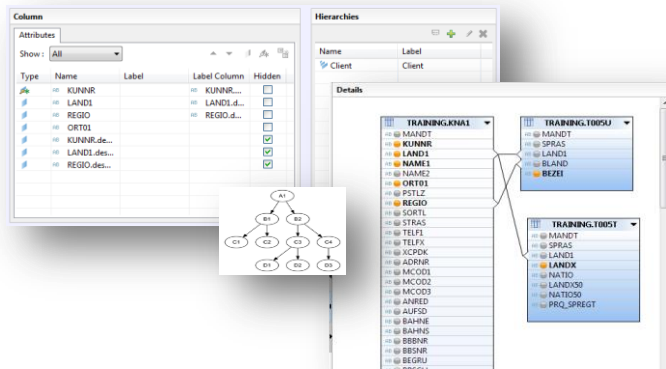 Column
Attributes
Show : All
Type Name Label Label Column Hidden
KUNNR KUNNR....
LAND1 LAND1.d...
REGIO REGIO.d...
ORT01
KUNNR.de...
LAND1.des...
REGIO.des...
Hierarchies
Name Label
Client Client
A1
B1 B2
C1 C2 C3 C4
D1 D2 D3
Details
TRAINING.KNA1
MANDT
KUNNR
LAND1
NAME1
NAME2
ORT01
PSTLZ
REGIO
SORTL
STRAS
TELF1
TELFX
XCPDK
ADRNR
MCOD1
MCOD2
MCOD3
ANRED
AUFSD
BAHNE
BAHNS
BBBNR
BBSNR
BEGRU
TRAINING.T005U
MANDT
SPRAS
LAND1
BLAND
BEZEI
TRAINING.T005T
MANDT
SPRAS
LAND1
LANDX
NATIO
LANDX50
NATIO50
PRQ_SPREGT